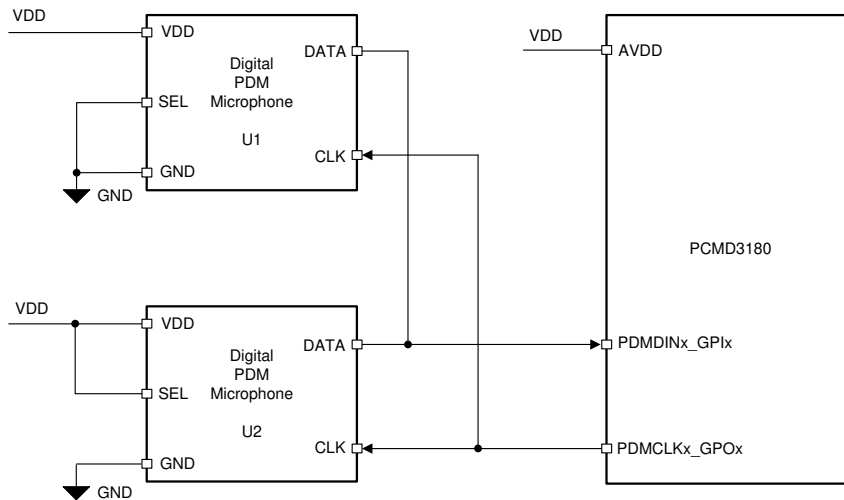 VDD
VDD
SEL
GND
Digital
PDM
Microphone
U1
DATA
CLK
GND
VDD
AVDD
PCMD3180
PDMDINx_GPIx
PDMCLKx_GPOx
VDD
VDD
SEL
GND
Digital
PDM
Microphone
U2
DATA
CLK
GND